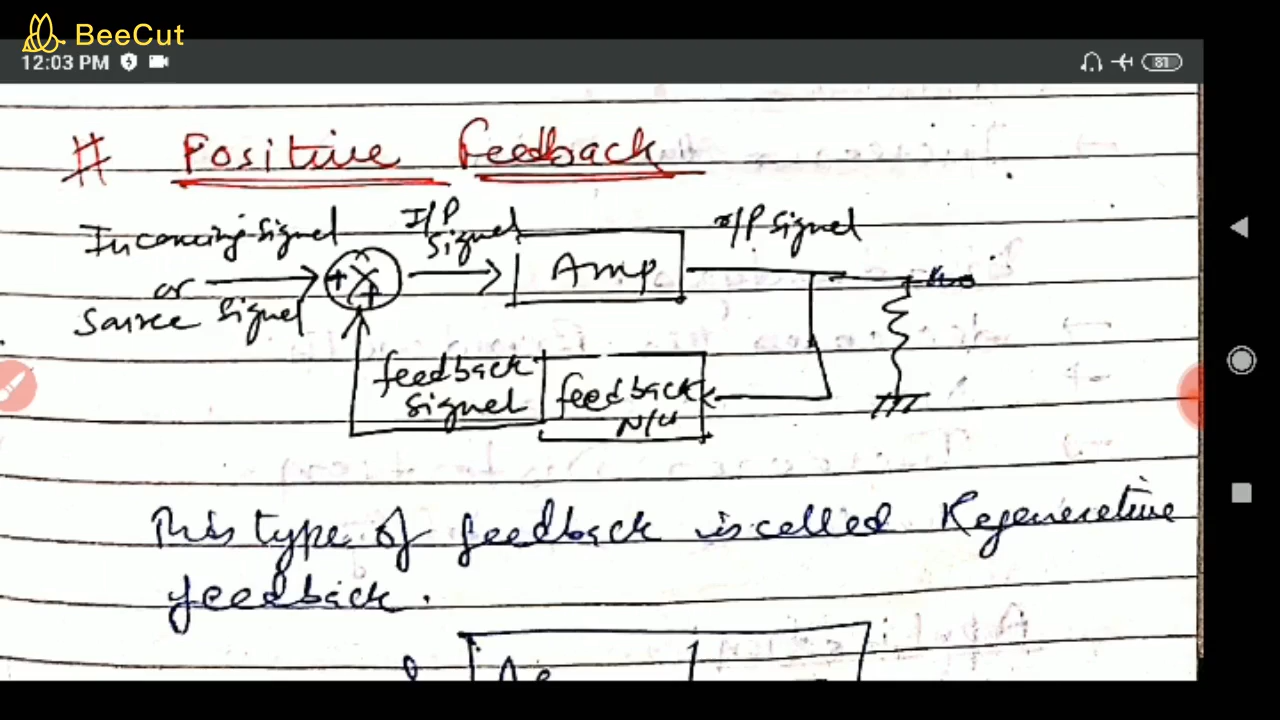 BeeCut
12:03 PM
81
# Positive Feedback
Incoming Signal
or
Source Signal
I/P
Signal
O/P Signal
+
+
Amp
feedback
signal
feedback
N/W
This type of feedback is called Regenerative
feedback.